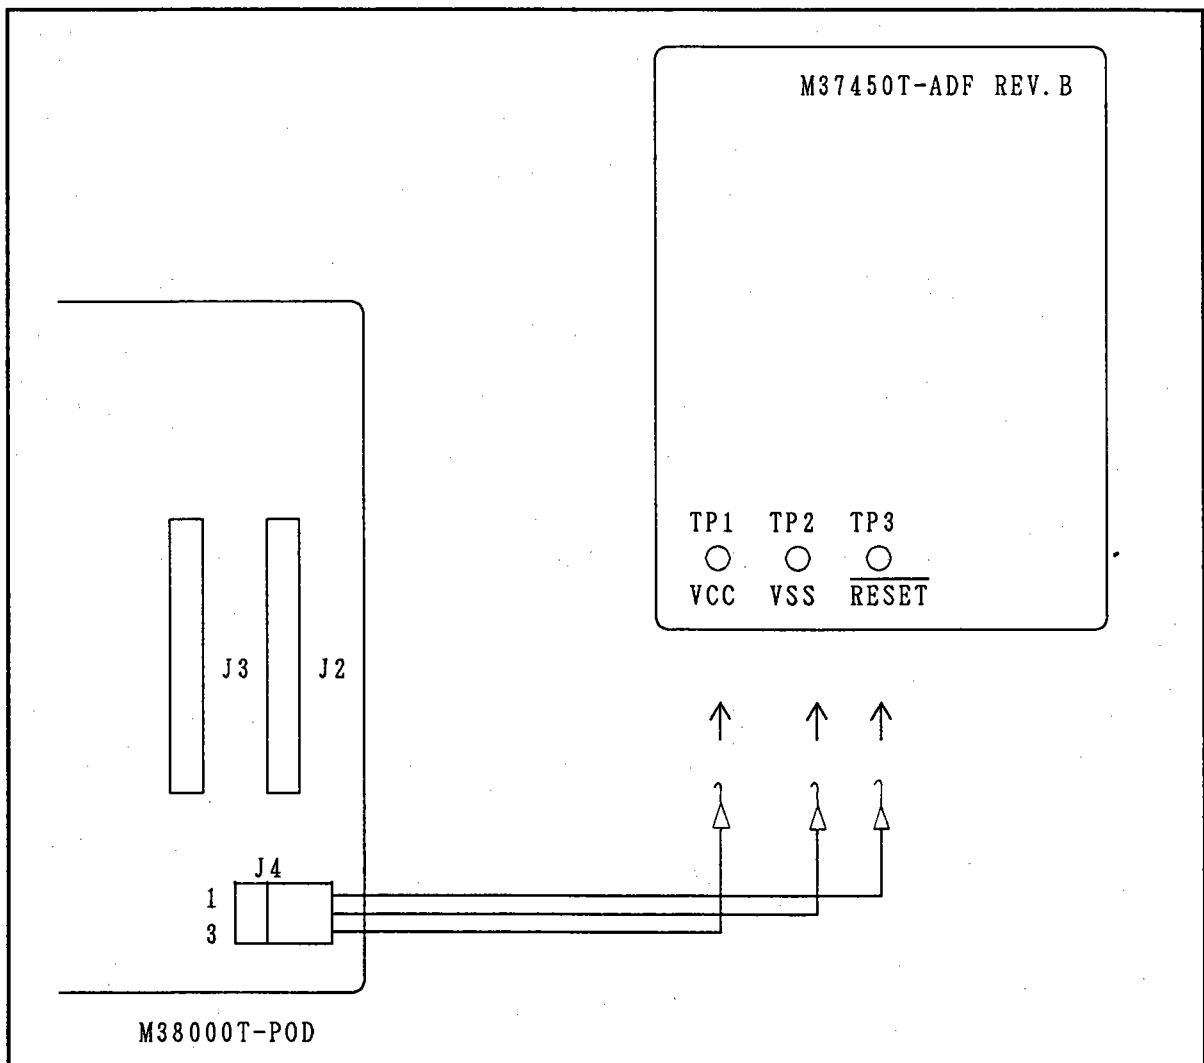 M37450T-ADF REV. B
TP1 TP2 TP3
VCC VSS RESET
J3 J2
J4
1
3
M38000T-POD